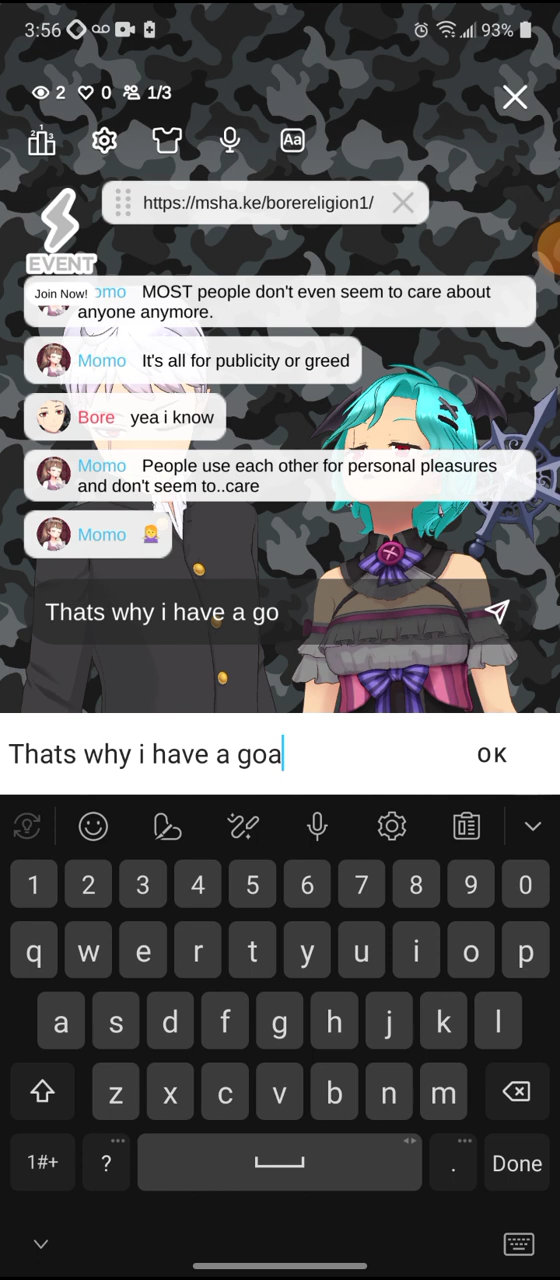 3:56 93%
2 0 1/3
Aa
https://msha.ke/borereligion1/
EVENT
Join Now!
omo MOST people don't even seem to care about
anyone anymore.
Momo It's all for publicity or greed
Bore yea i know
Momo People use each other for personal pleasures
and don't seem to..care
Momo 🤷‍♀️
Thats why i have a go
Thats why i have a goa
OK
1 2 3 4 5 6 7 8 9 0
q w e r t y u i o p
a s d f g h j k l
z x c v b n m
1#+ ? . Done